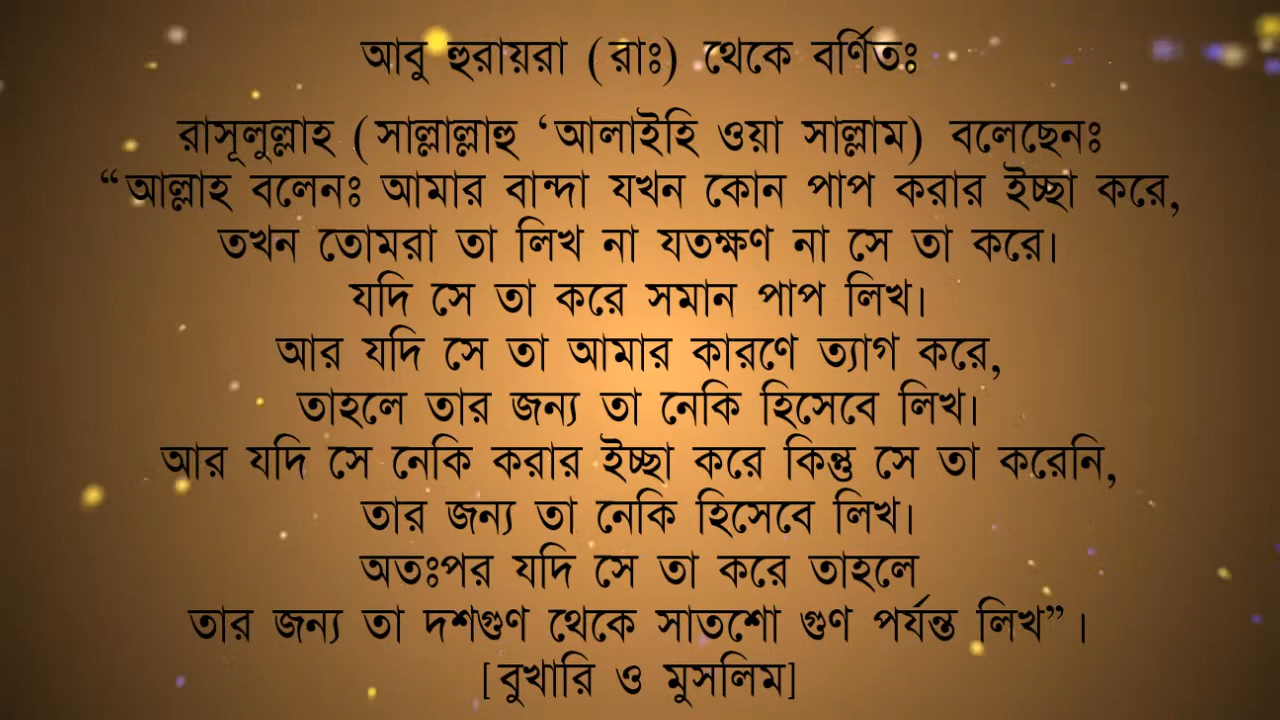 আবু হুরায়রা (রাঃ) থেকে বর্ণিতঃ
রাসূলুল্লাহ (সাল্লাল্লাহু ‘আলাইহি ওয়া সাল্লাম) বলেছেনঃ
“আল্লাহ বলেনঃ আমার বান্দা যখন কোন পাপ করার ইচ্ছা করে,
তখন তোমরা তা লিখ না যতক্ষণ না সে তা করে।
যদি সে তা করে সমান পাপ লিখ।
আর যদি সে তা আমার কারণে ত্যাগ করে,
তাহলে তার জন্য তা নেকি হিসেবে লিখ।
আর যদি সে নেকি করার ইচ্ছা করে কিন্তু সে তা করেনি,
তার জন্য তা নেকি হিসেবে লিখ।
অতঃপর যদি সে তা করে তাহলে
তার জন্য তা দশগুণ থেকে সাতশো গুণ পর্যন্ত লিখ”।
[বুখারি ও মুসলিম]